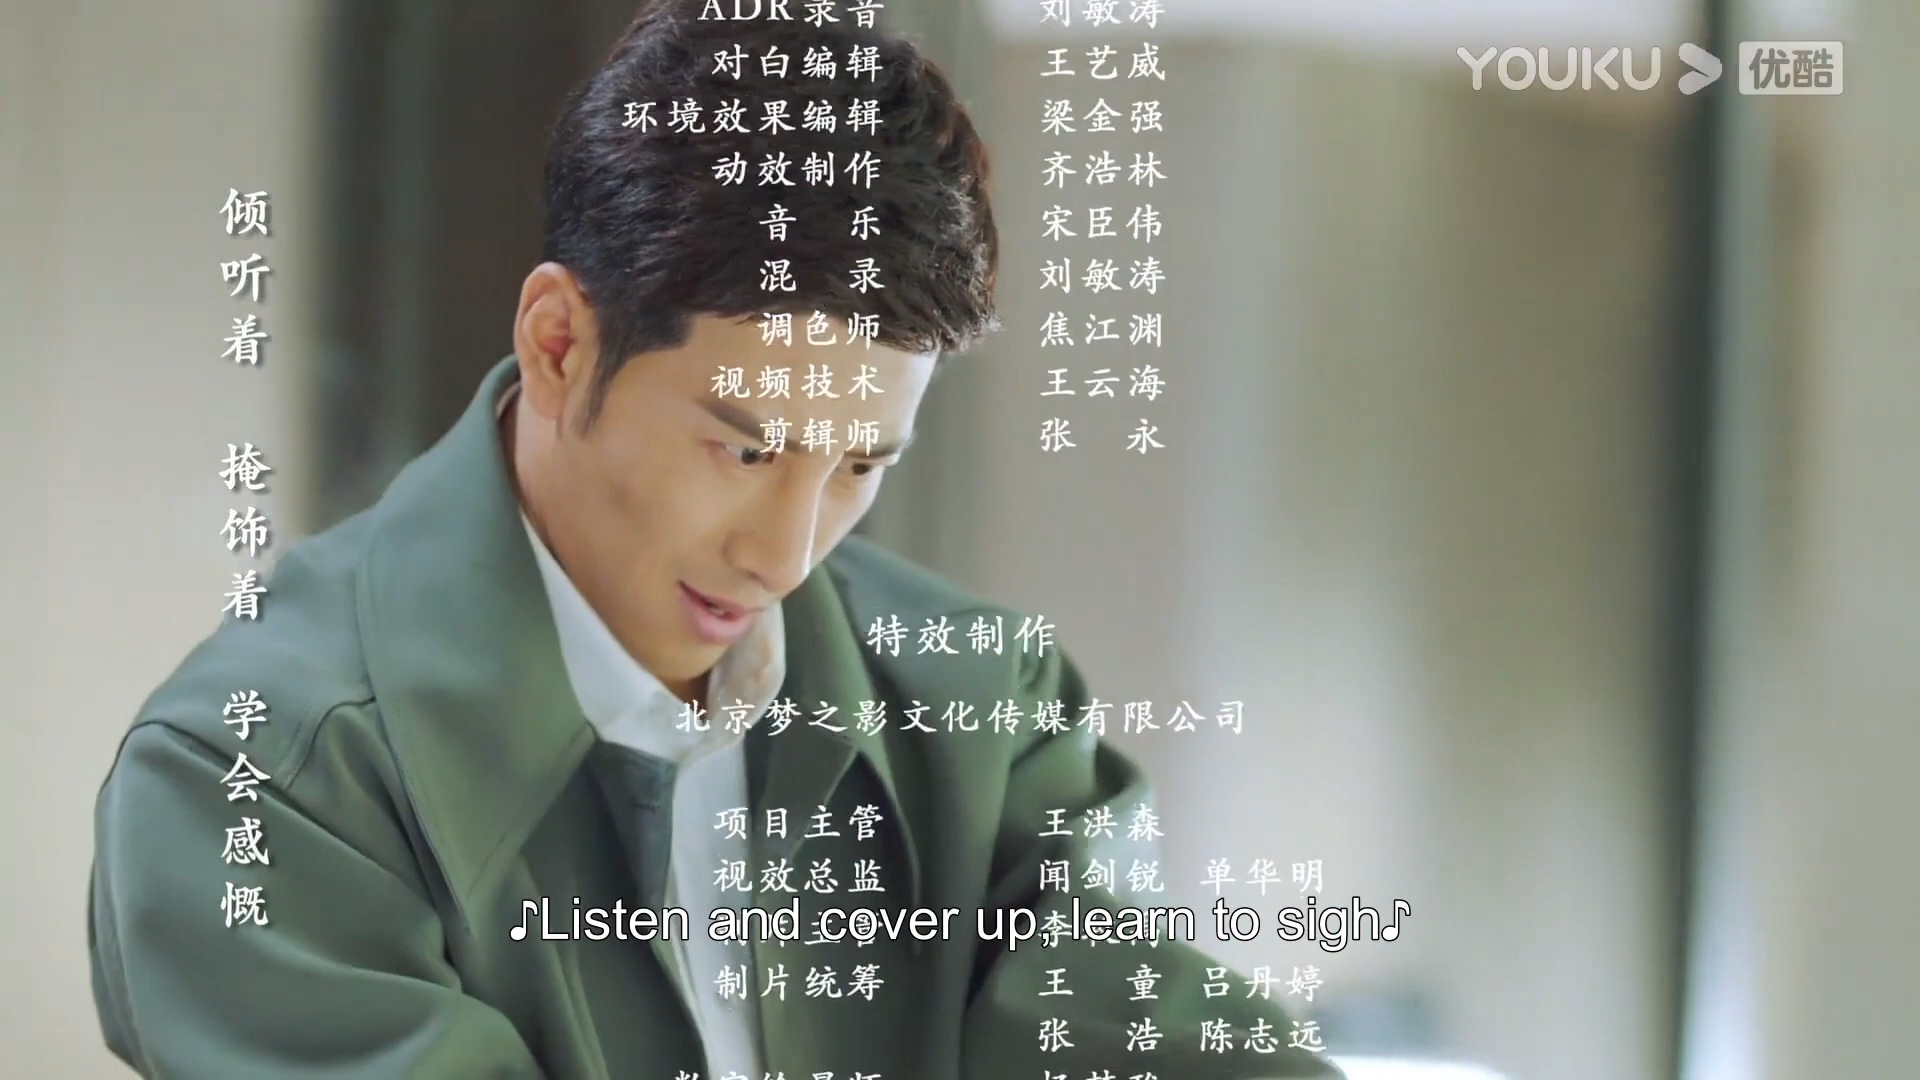 ADR录音 刘敏涛
对白编辑 王艺威
YOUKU 优酷
环境效果编辑 梁金强
动效制作 齐浩林
音 乐 宋臣伟
混 录 刘敏涛
调色师 焦江渊
视频技术 王云海
剪辑师 张 永
倾听着 掩饰着 学会感慨
特效制作
北京梦之影文化传媒有限公司
项目主管 王洪森
视效总监 闻剑锐 单华明
♪Listen and cover up, learn to sigh♪
制片统筹 王 童 吕丹婷
张 浩 陈志远